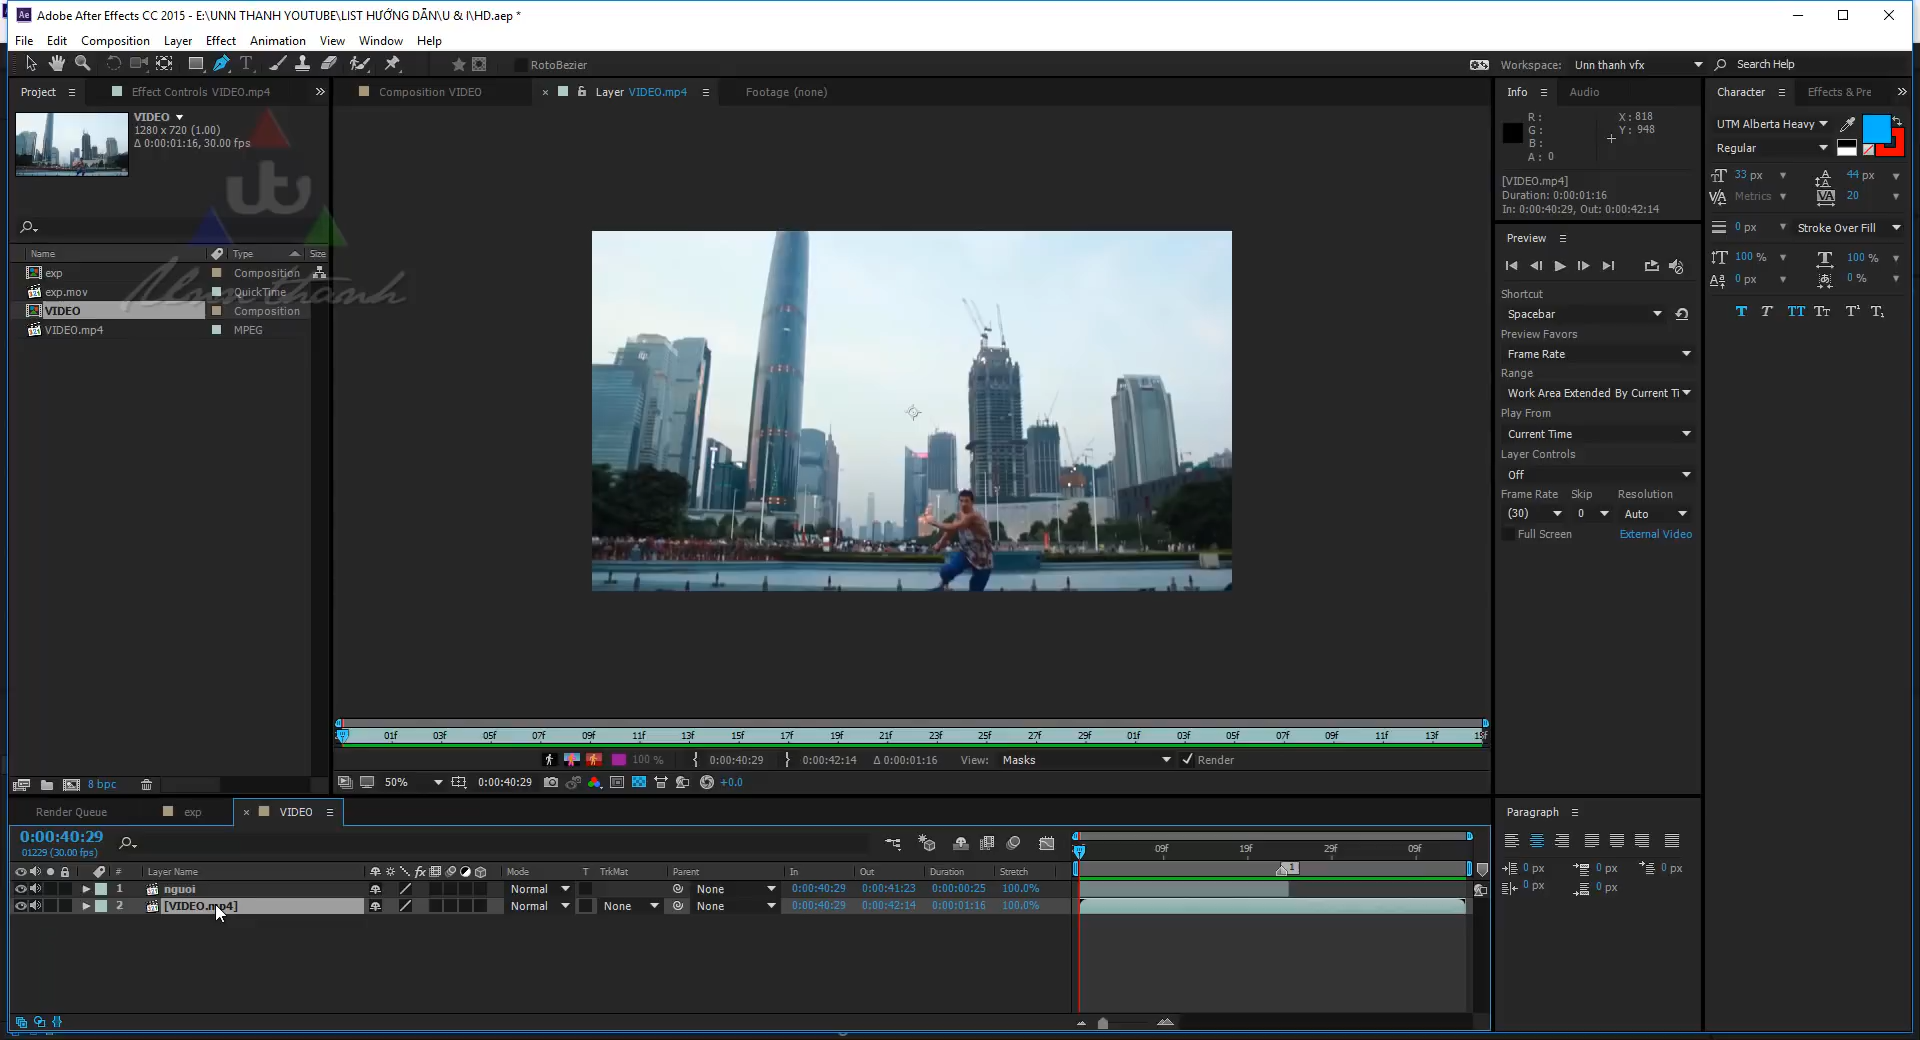 Adobe After Effects CC 2015 - E:\UNN THANH YOUTUBE\LIST HƯỚNG DẪN\U & I\HD.aep *
File Edit Composition Layer Effect Animation View Window Help
RotoBezier
Workspace: Unn thanh vfx
Search Help
Project
Effect Controls VIDEO.mp4
Composition VIDEO
Layer VIDEO.mp4
Footage (none)
Info Audio
Character Effects & Pre
VIDEO
1280 x 720 (1.00)
Δ 0:00:01:16, 30.00 fps
R:
G:
B:
A: 0
X: 818
Y: 948
[VIDEO.mp4]
Duration: 0:00:01:16
In: 0:00:40:29, Out: 0:00:42:14
UTM Alberta Heavy
Regular
33 px 44 px
Metrics 20
0 px Stroke Over Fill
100 % 100 %
0 px 0 %
Unn thanh
Name Type Size
exp Composition
exp.mov QuickTime
VIDEO Composition
VIDEO.mp4 MPEG
Preview
Shortcut
Spacebar
Preview Favors
Frame Rate
Range
Work Area Extended By Current Ti
Play From
Current Time
Layer Controls
Off
Frame Rate Skip Resolution
(30) 0 Auto
Full Screen External Video
01f 03f 05f 07f 09f 11f 13f 15f 17f 19f 21f 23f 25f 27f 29f 01f 03f 05f 07f 09f 11f 13f 15f
100 % 0:00:40:29 0:00:42:14 Δ 0:00:01:16 View: Masks Render
8 bpc
50% 0:00:40:29 +0.0
Render Queue exp VIDEO
Paragraph
0:00:40:29
01229 (30.00 fps)
09f 19f 29f 09f
# Layer Name Mode T TrkMat Parent In Out Duration Stretch
1
1 nguoi Normal None 0:00:40:29 0:00:41:23 0:00:00:25 100.0%
2 [VIDEO.mp4] Normal None None 0:00:40:29 0:00:42:14 0:00:01:16 100.0%
0 px 0 px 0 px
0 px 0 px